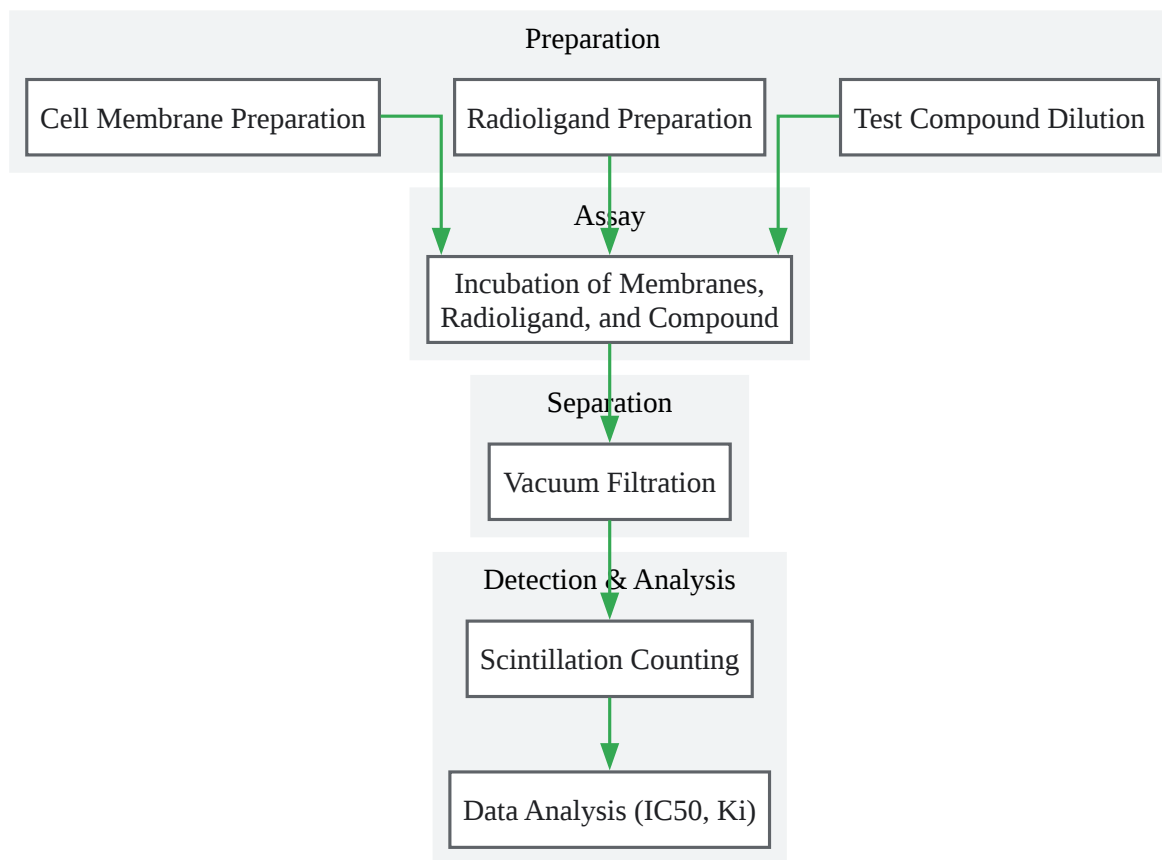 Preparation
Cell Membrane Preparation
Radioligand Preparation
Test Compound Dilution
Assay
Incubation of Membranes,
Radioligand, and Compound
Separation
Vacuum Filtration
Detection & Analysis
Scintillation Counting
Data Analysis (IC50, Ki)